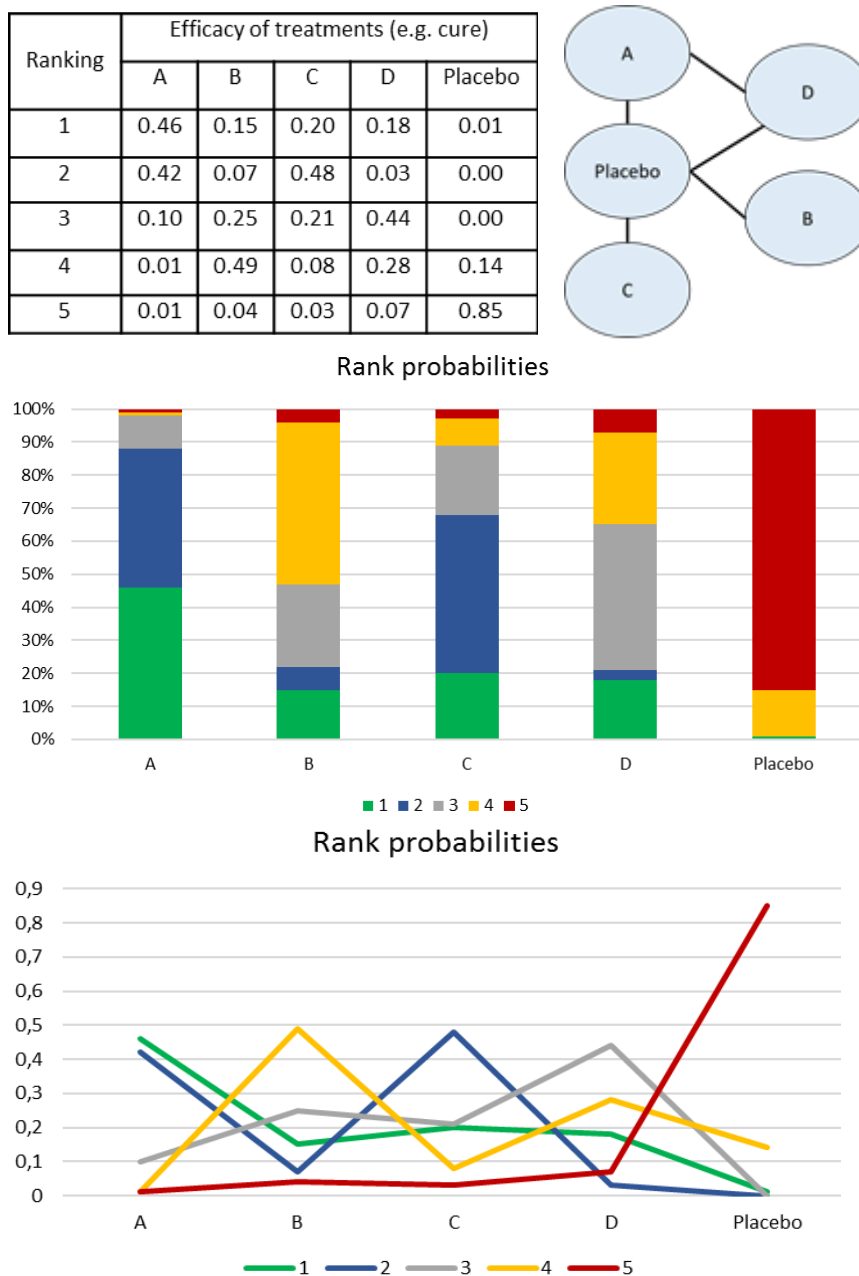 Ranking
Efficacy of treatments (e.g. cure)
A B C D Placebo
1 0.46 0.15 0.20 0.18 0.01
2 0.42 0.07 0.48 0.03 0.00
3 0.10 0.25 0.21 0.44 0.00
4 0.01 0.49 0.08 0.28 0.14
5 0.01 0.04 0.03 0.07 0.85
A
D
Placebo
B
C
Rank probabilities
100%
90%
80%
70%
60%
50%
40%
30%
20%
10%
0%
A B C D Placebo
1 2 3 4 5
Rank probabilities
0,9
0,8
0,7
0,6
0,5
0,4
0,3
0,2
0,1
0
A B C D Placebo
1 2 3 4 5